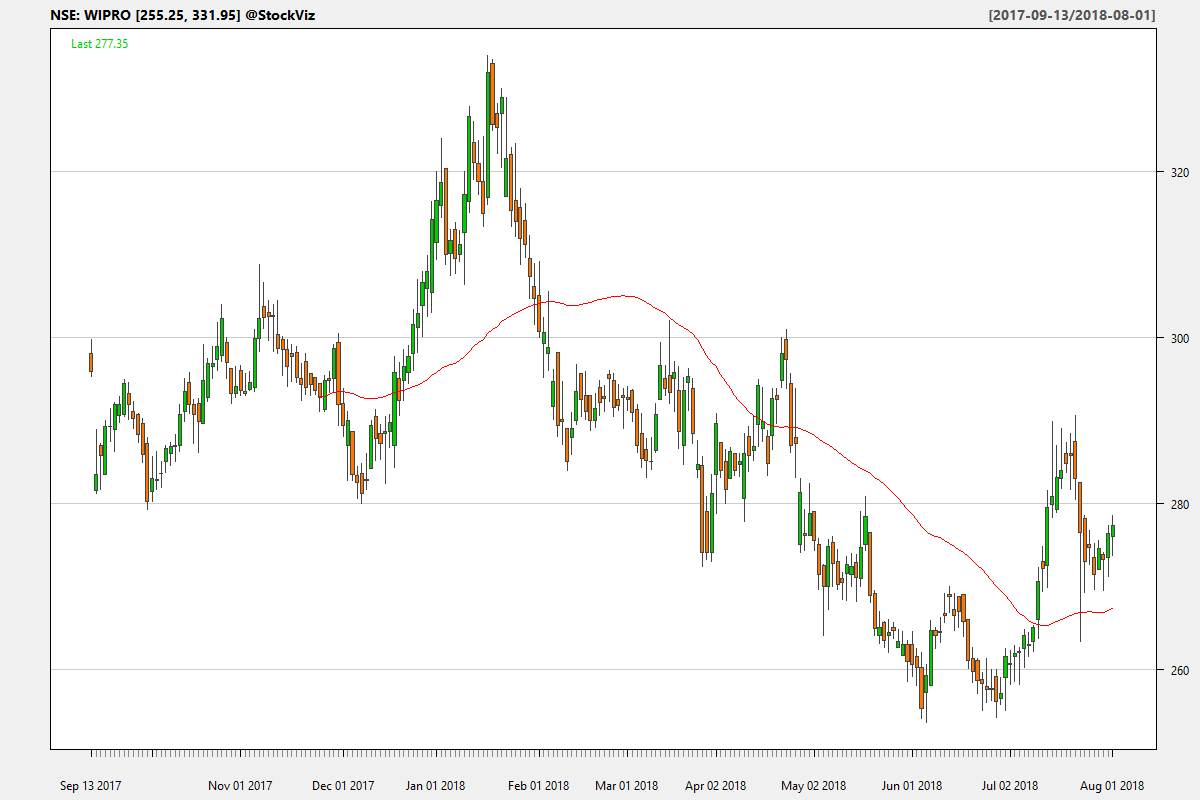 NSE: WIPRO [255.25, 331.95] @StockViz
[2017-09-13/2018-08-01]
Last 277.35
320
300
280
260
Sep 13 2017
Nov 01 2017
Dec 01 2017
Jan 01 2018
Feb 01 2018
Mar 01 2018
Apr 02 2018
May 02 2018
Jun 01 2018
Jul 02 2018
Aug 01 2018